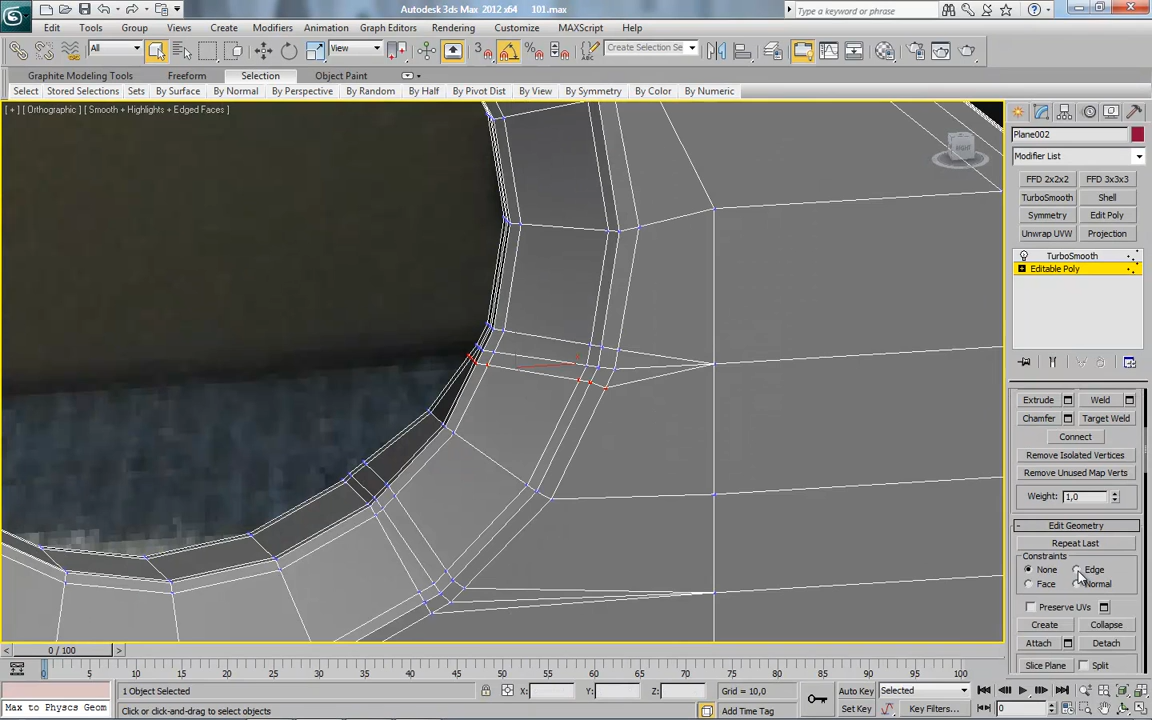 Autodesk 3ds Max 2012 x64 101.max
Type a keyword or phrase
Edit Tools Group Views Create Modifiers Animation Graph Editors Rendering Customize MAXScript Help
All View 3 Create Selection Se
Graphite Modeling Tools Freeform Selection Object Paint
Select Stored Selections Sets By Surface By Normal By Perspective By Random By Half By Pivot Dist By View By Symmetry By Color By Numeric
[ + ] [ Orthographic ] [ Smooth + Highlights + Edged Faces ]
RIGHT
Plane002
Modifier List
FFD 2x2x2 FFD 3x3x3
TurboSmooth Shell
Symmetry Edit Poly
Unwrap UVW Projection
TurboSmooth
Editable Poly
Extrude Weld
Chamfer Target Weld
Connect
Remove Isolated Vertices
Remove Unused Map Verts
Weight: 1,0
- Edit Geometry
Repeat Last
Constraints
None Edge
Face Normal
Preserve UVs
Create Collapse
Attach Detach
Slice Plane Split
< 0 / 100 >
0 5 10 15 20 25 30 35 40 45 50 55 60 65 70 75 80 85 90 95 100
1 Object Selected X: Y: Z: Grid = 10,0 Auto Key Selected
Max to Physcs Geom Click or click-and-drag to select objects Add Time Tag Set Key Key Filters... 0